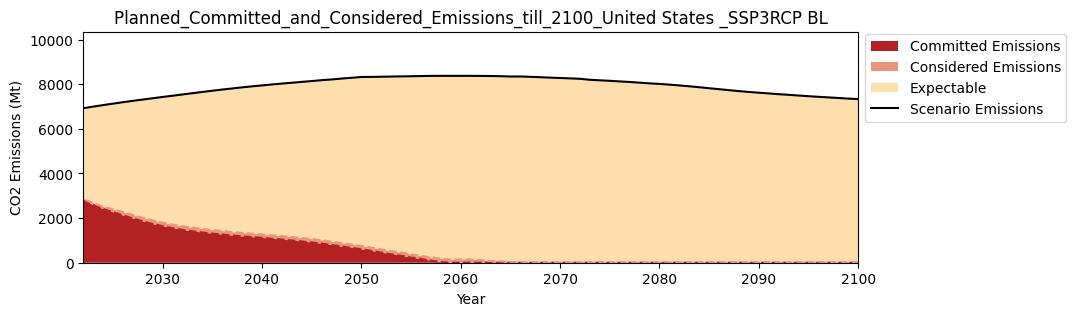 Planned_Committed_and_Considered_Emissions_till_2100_United States _SSP3RCP BL
CO2 Emissions (Mt)
10000
8000
6000
4000
2000
0
2030
2040
2050
2060
2070
2080
2090
2100
Year
Committed Emissions
Considered Emissions
Expectable
Scenario Emissions